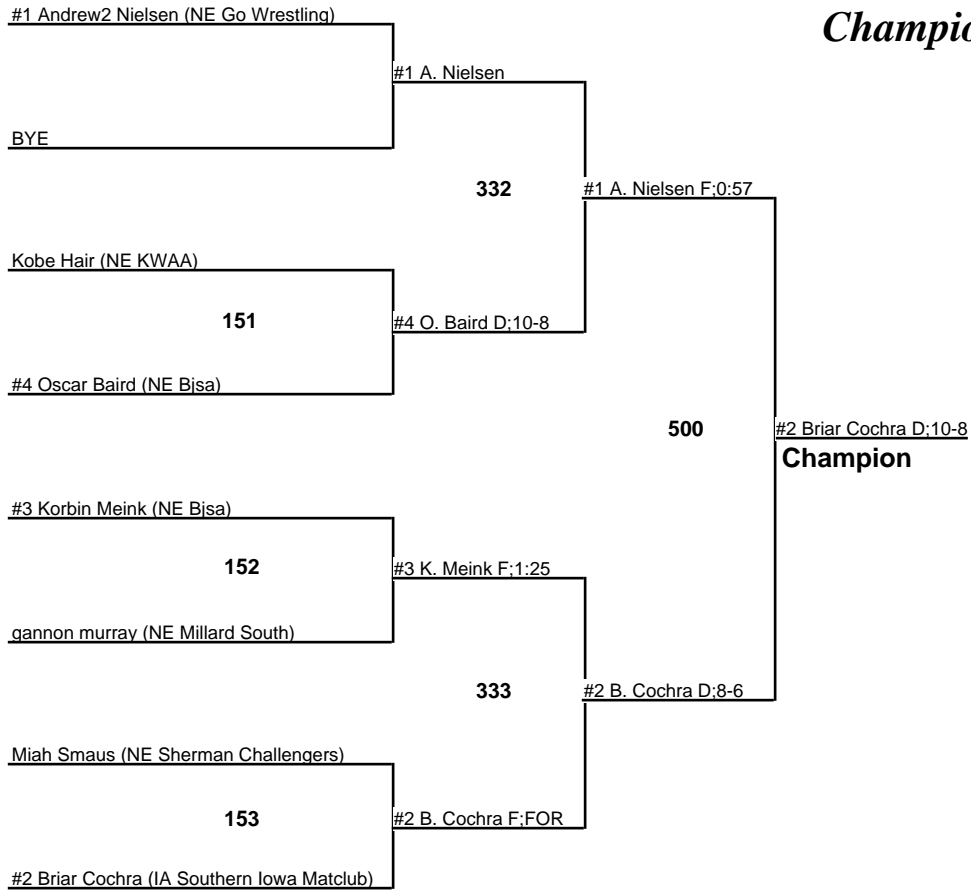 #1 Andrew2 Nielsen (NE Go Wrestling)
#1 A. Nielsen
BYE
332
#1 A. Nielsen F;0:57
Kobe Hair (NE KWAA)
151
#4 O. Baird D;10-8
#4 Oscar Baird (NE Bjsa)
500
#2 Briar Cochra D;10-8
Champion
#3 Korbin Meink (NE Bjsa)
152
#3 K. Meink F;1:25
gannon murray (NE Millard South)
333
#2 B. Cochra D;8-6
Miah Smaus (NE Sherman Challengers)
153
#2 B. Cochra F;FOR
#2 Briar Cochra (IA Southern Iowa Matclub)